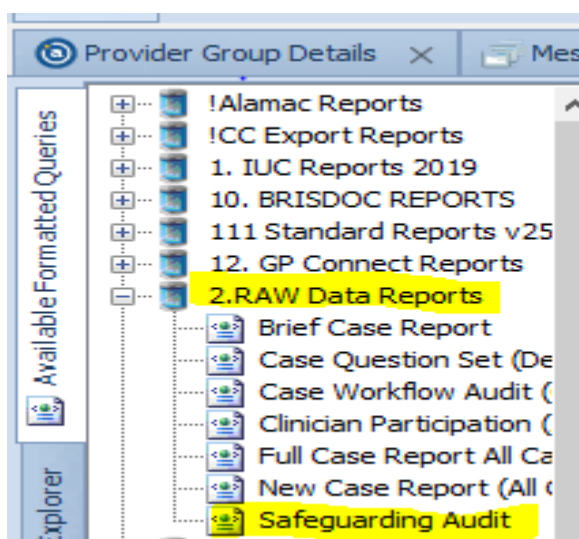 Provider Group Details
Mes
Available Formatted Queries
Explorer
!Alamac Reports
!CC Export Reports
1. IUC Reports 2019
10. BRISDOC REPORTS
111 Standard Reports v25
12. GP Connect Reports
2.RAW Data Reports
Brief Case Report
Case Question Set (De
Case Workflow Audit (
Clinician Participation (
Full Case Report All Ca
New Case Report (All
Safeguarding Audit